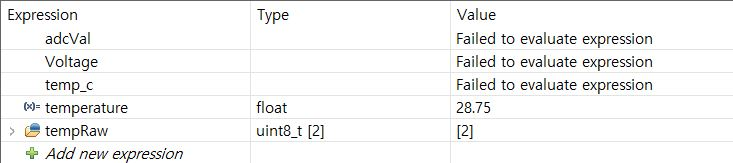 Expression Type Value
adcVal Failed to evaluate expression
Voltage Failed to evaluate expression
temp_c Failed to evaluate expression
(x)= temperature float 28.75
tempRaw uint8_t [2] [2]
Add new expression